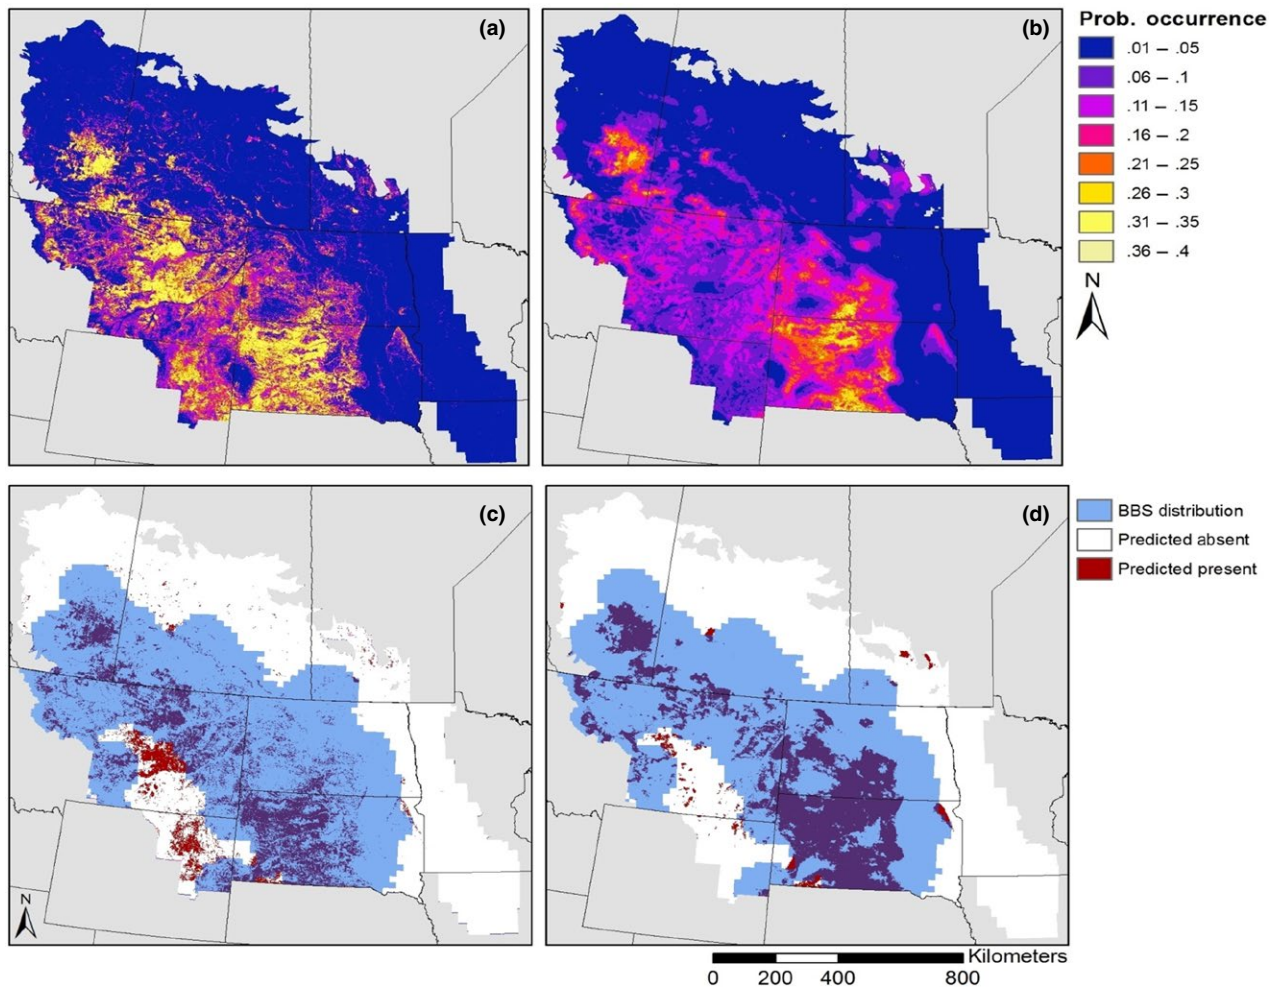 (a)
(b)
Prob. occurrence
.01 – .05
.06 – .1
.11 – .15
.16 – .2
.21 – .25
.26 – .3
.31 – .35
.36 – .4
N
(c)
(d)
BBS distribution
Predicted absent
Predicted present
N
Kilometers
0 200 400 800